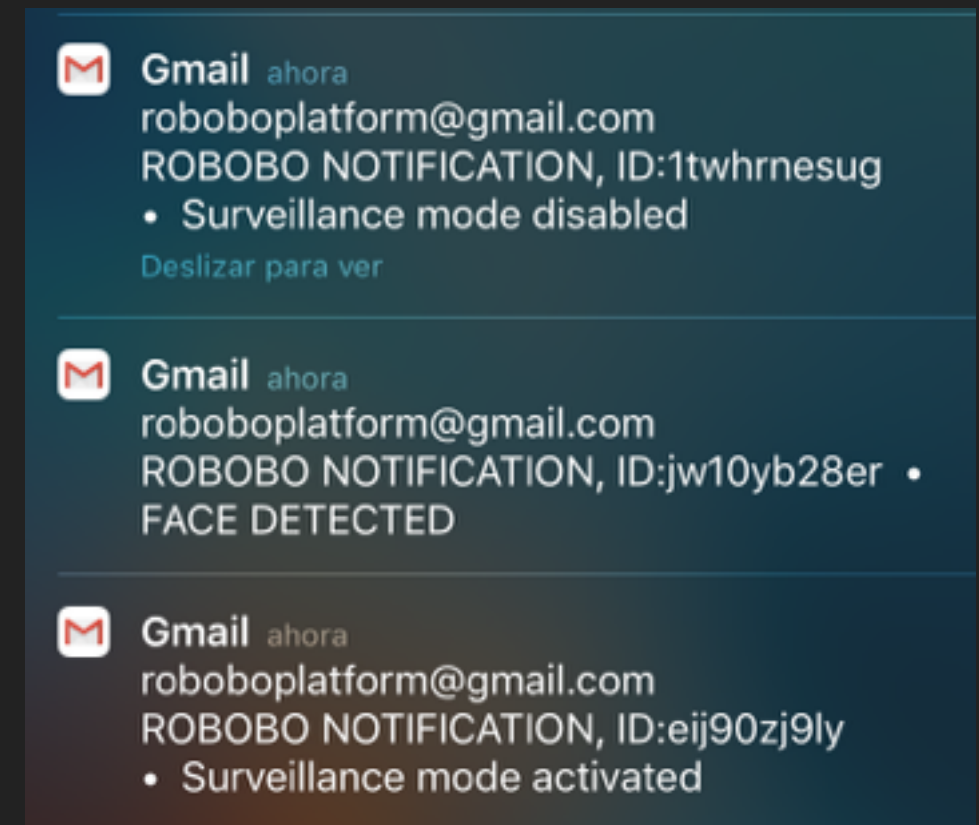 Gmail ahora
roboboplatform@gmail.com
ROBOBO NOTIFICATION, ID:1twhrnesug
• Surveillance mode disabled
Deslizar para ver
Gmail ahora
roboboplatform@gmail.com
ROBOBO NOTIFICATION, ID:jw10yb28er •
FACE DETECTED
Gmail ahora
roboboplatform@gmail.com
ROBOBO NOTIFICATION, ID:eij90zj9ly
• Surveillance mode activated